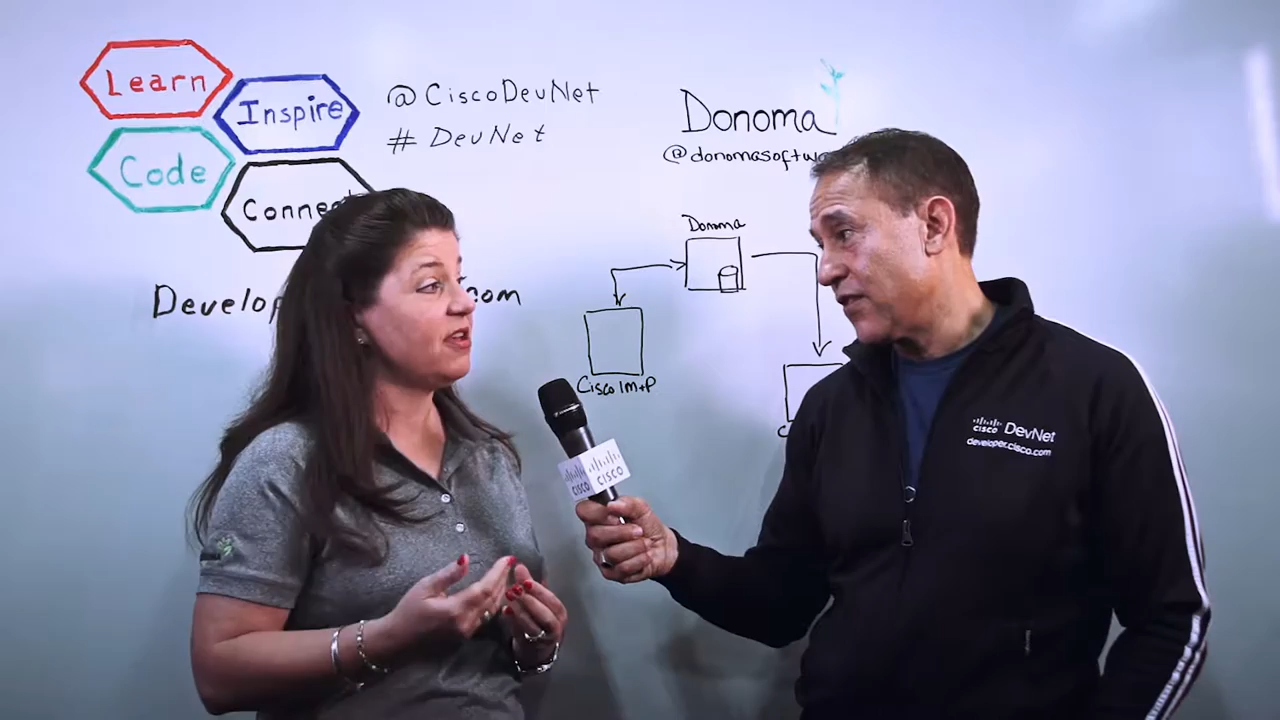 Learn
Inspire
Code
@CiscoDevNet
# DevNet
Donoma
Donoma
Cisco IM+P
CISCO
CISCO
CISCO DevNet
developer.cisco.com